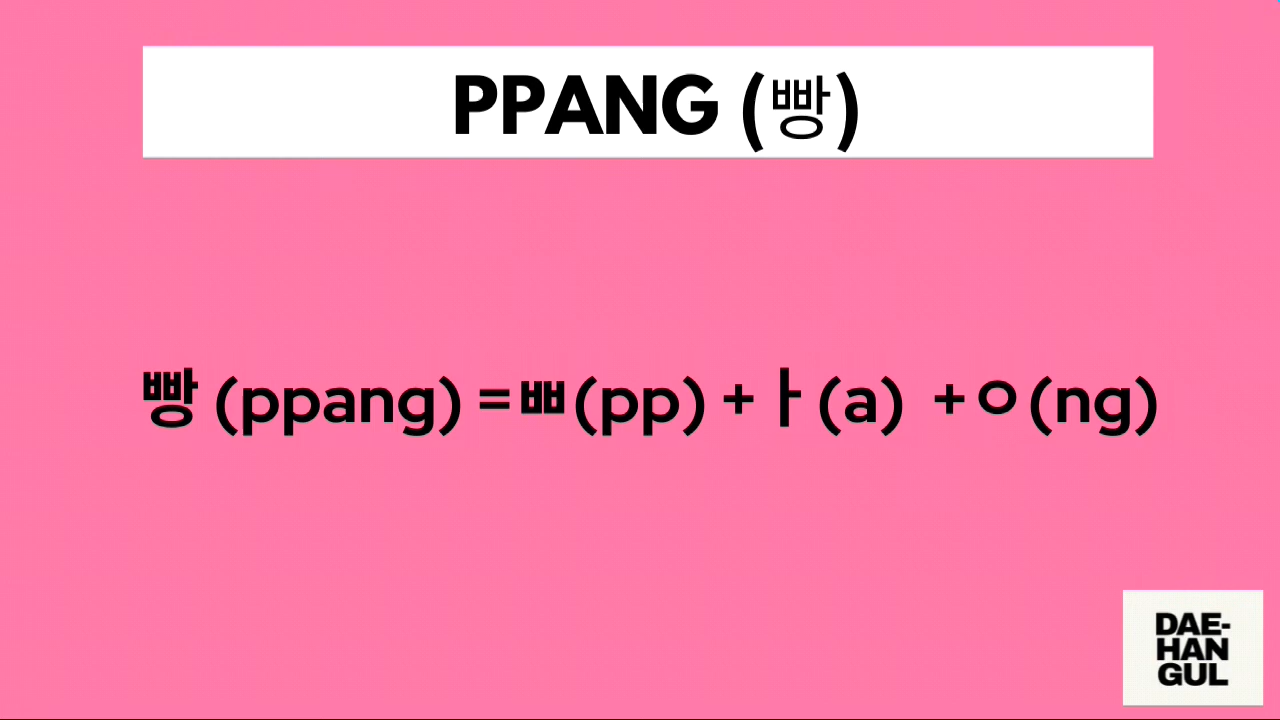 PPANG (빵)
빵 (ppang) =ㅃ(pp) +ㅏ(a) +ㅇ(ng)
DAE-
HAN
GUL